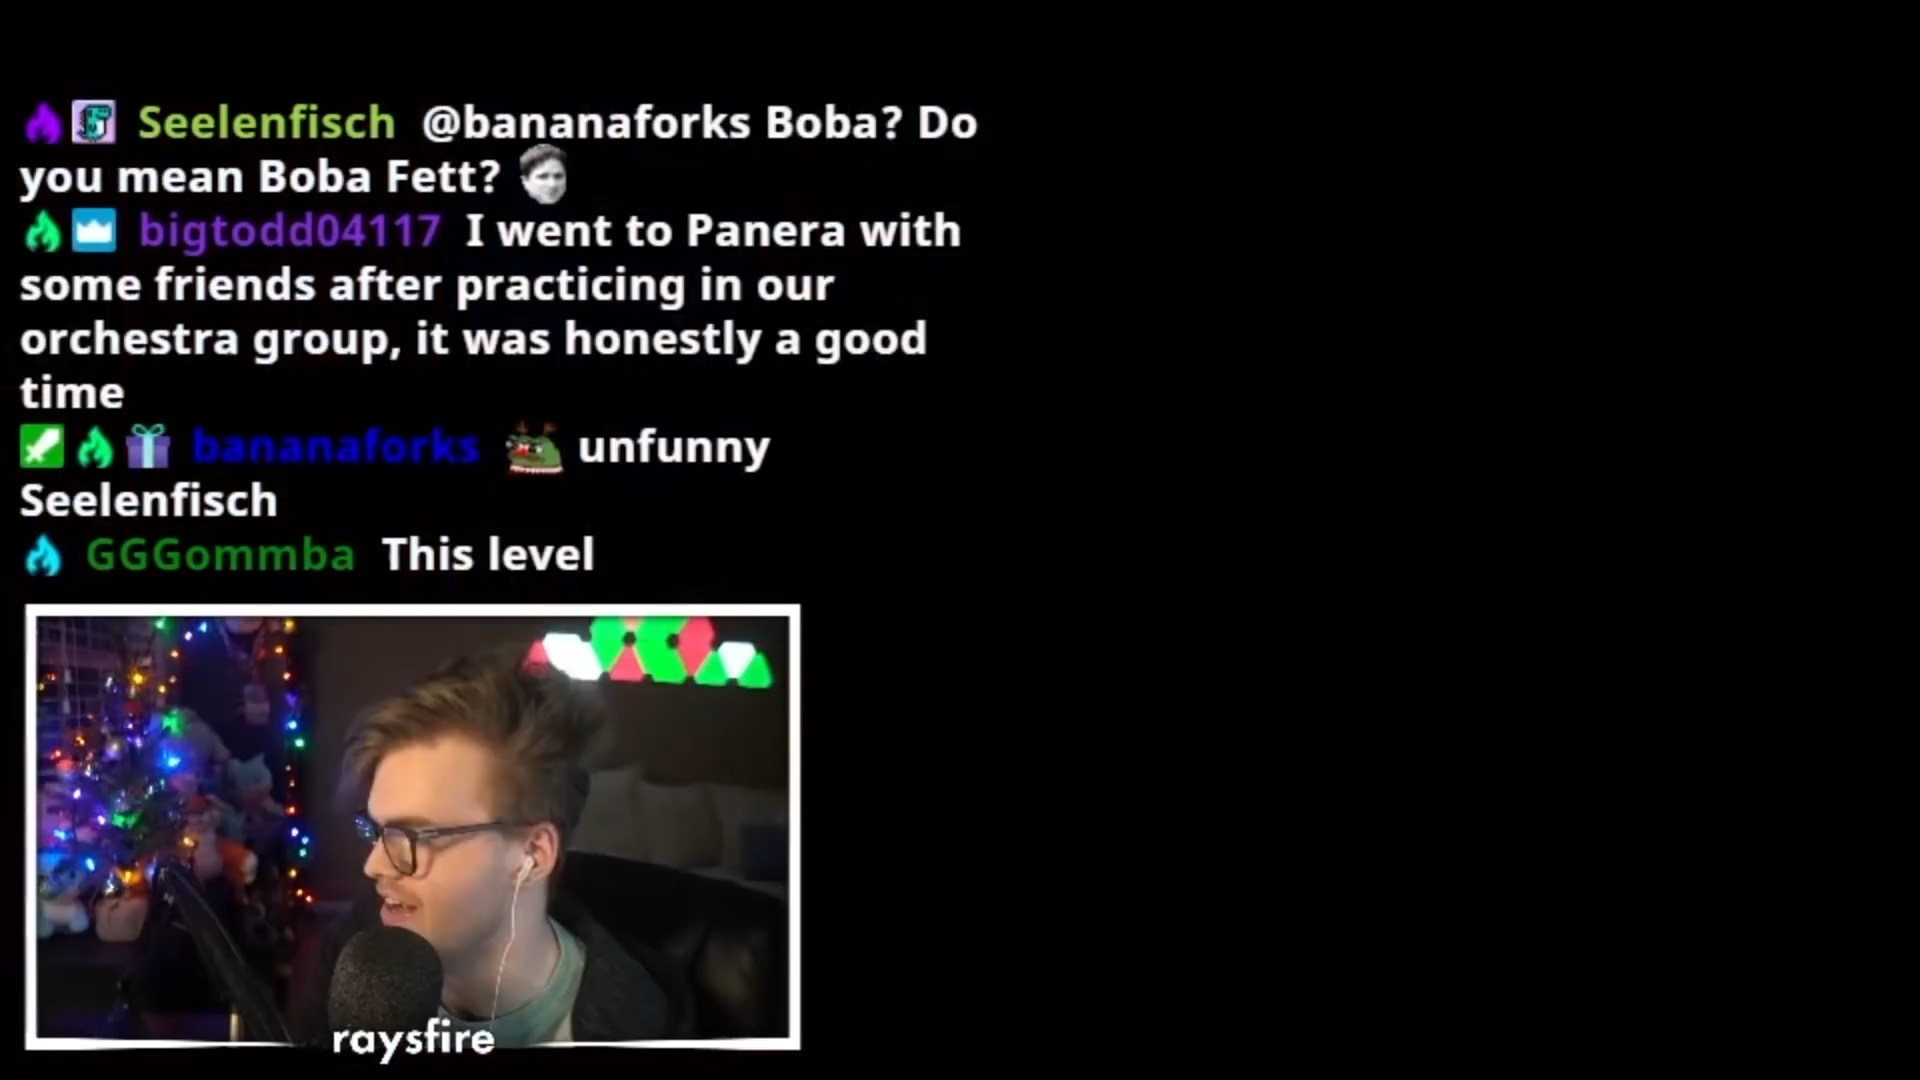 Seelenfisch @bananaforks Boba? Do
you mean Boba Fett?
bigtodd04117 I went to Panera with
some friends after practicing in our
orchestra group, it was honestly a good
time
bananaforks unfunny
Seelenfisch
GGGommba This level
raysfire